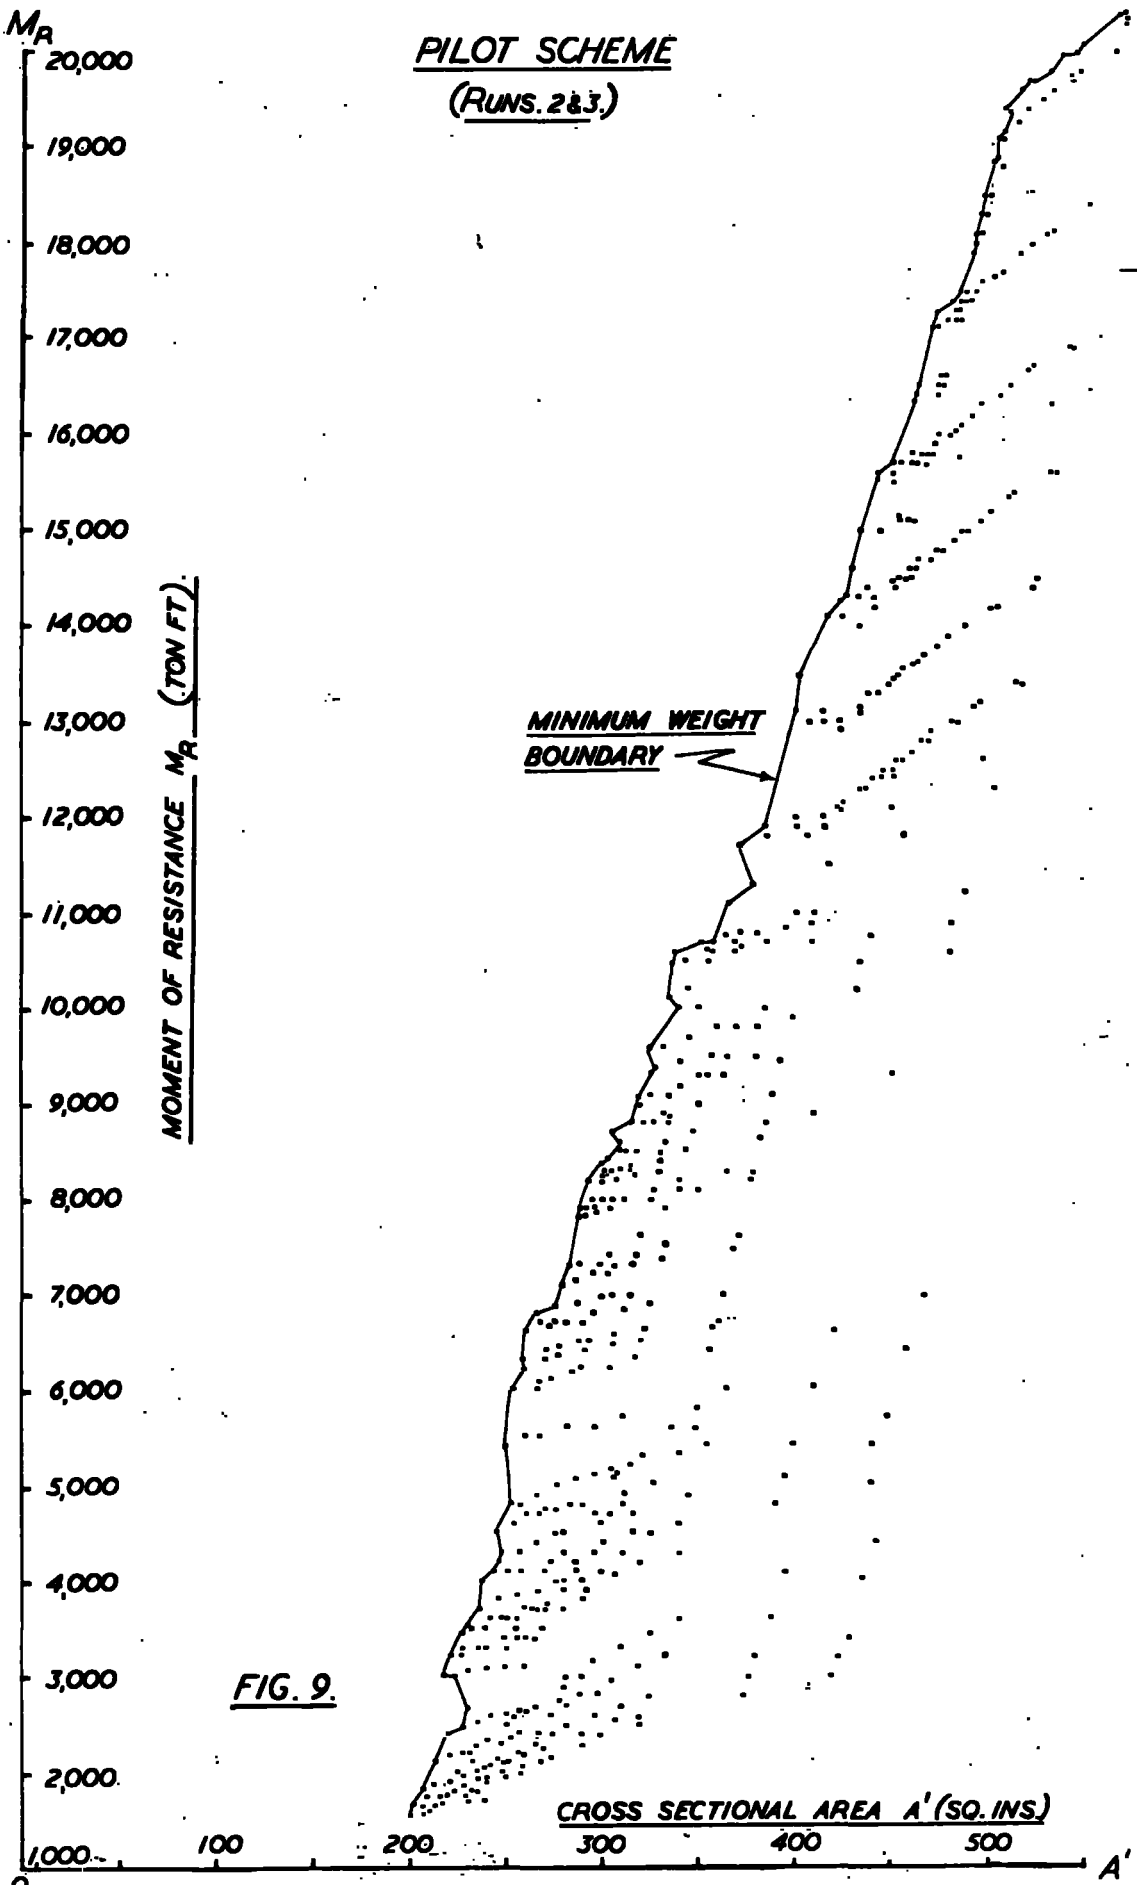 M_R
PILOT SCHEME
(RUNS. 2&3.)
20,000
19,000
18,000
17,000
16,000
15,000
14,000
13,000
12,000
11,000
10,000
9,000
8,000
7,000
6,000
5,000
4,000
3,000
2,000
1,000
MOMENT OF RESISTANCE M_R (TON FT).
MINIMUM WEIGHT
BOUNDARY
FIG. 9.
CROSS SECTIONAL AREA A' (SQ. INS.)
0
100
200
300
400
500
A'